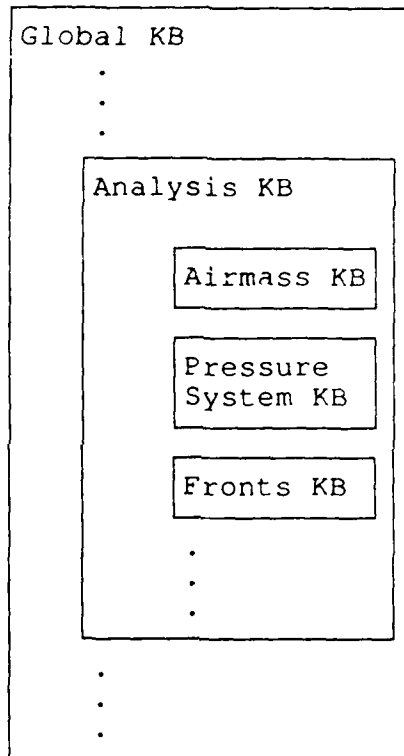 Global KB
.
.
.
Analysis KB
Airmass KB
Pressure
System KB
Fronts KB
.
.
.
.
.
.